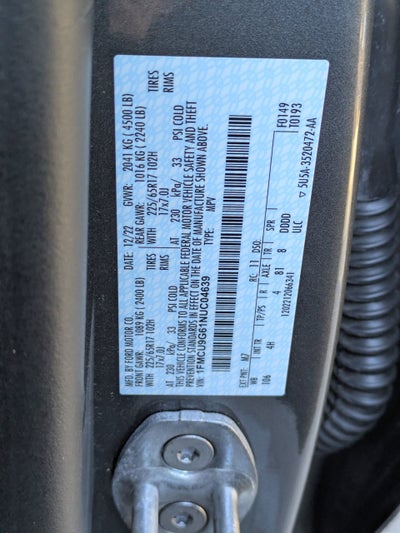 MFD. BY FORD MOTOR CO.
DATE: 12/22 GVWR: 2041 KG ( 4500 LB)
FRONT GAWR: 1089 KG ( 2400 LB) REAR GAWR: 1016 KG ( 2240 LB)
WITH 225/65R17 102H TIRES WITH 225/65R17 102H TIRES
17x7.0J RIMS 17x7.0J RIMS
AT 230 kPa/ 33 PSI COLD AT 230 kPa/ 33 PSI COLD
THIS VEHICLE CONFORMS TO ALL APPLICABLE FEDERAL MOTOR VEHICLE SAFETY AND THEFT
PREVENTION STANDARDS IN EFFECT ON THE DATE OF MANUFACTURE SHOWN ABOVE.
VIN: 1FMCU9G61NUC04639
TYPE: MPV
F0149
T0193
EXT PNT: M7 RC: 11 DSO:
WB INT TR TP/PS R AXLE TR SPR
106 4H 4 81 8 DDDD
12022120663​41 ULC ▽ 5U5A-3520472-AA